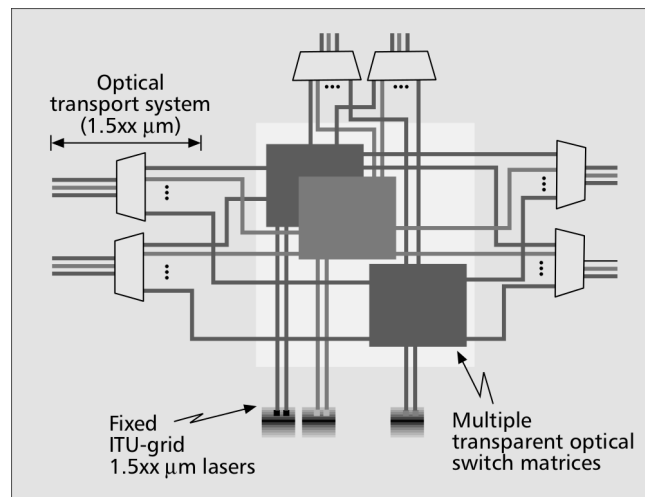 Optical
transport system
(1.5xx µm)
Fixed
ITU-grid
1.5xx µm lasers
Multiple
transparent optical
switch matrices